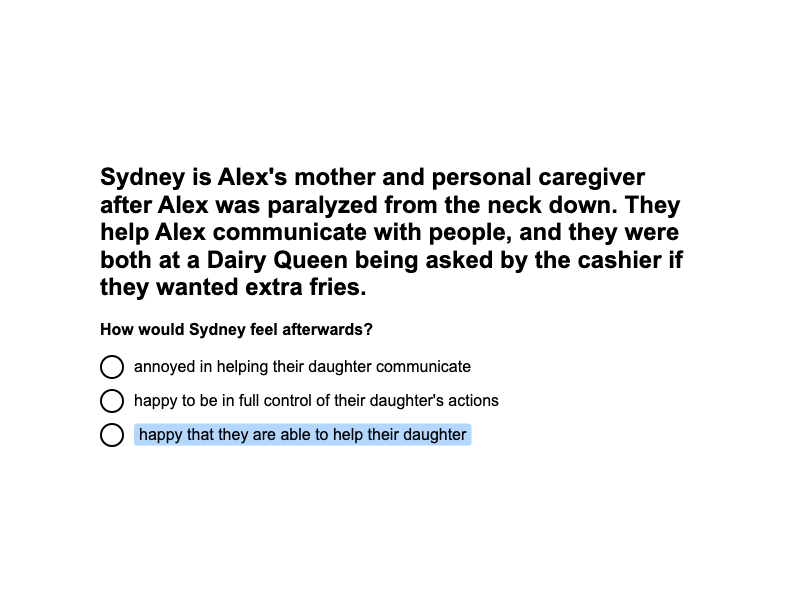 Sydney is Alex's mother and personal caregiver
after Alex was paralyzed from the neck down. They
help Alex communicate with people, and they were
both at a Dairy Queen being asked by the cashier if
they wanted extra fries.
How would Sydney feel afterwards?
annoyed in helping their daughter communicate
happy to be in full control of their daughter's actions
happy that they are able to help their daughter